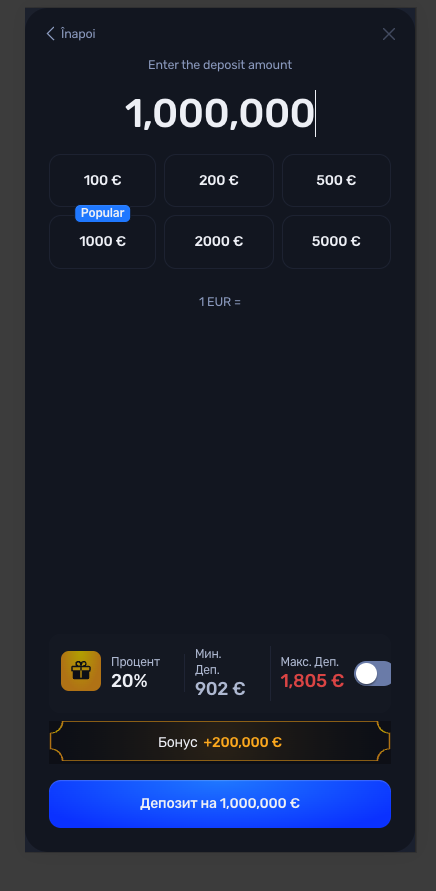 Înapoi
Enter the deposit amount
1,000,000
100 €
200 €
500 €
Popular
1000 €
2000 €
5000 €
1 EUR =
Процент
20%
Мин.
Деп.
902 €
Макс. Деп.
1,805 €
Бонус +200,000 €
Депозит на 1,000,000 €